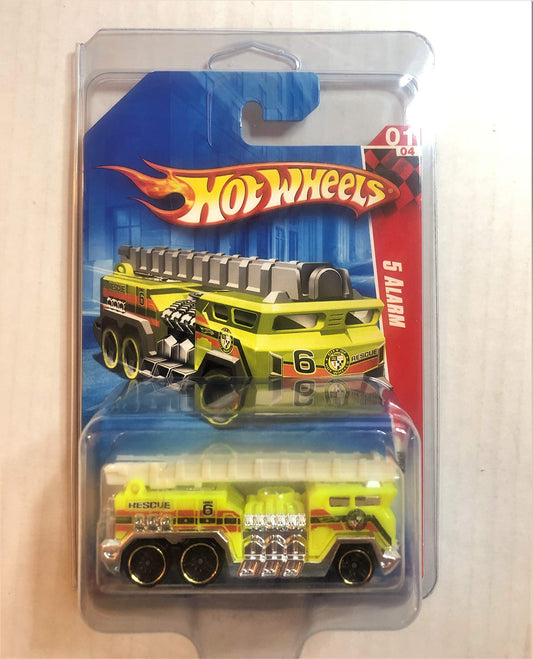 01
04
HOT WHEELS
5 ALARM
RESCUE
6
6
RESCUE
RESCUE
6